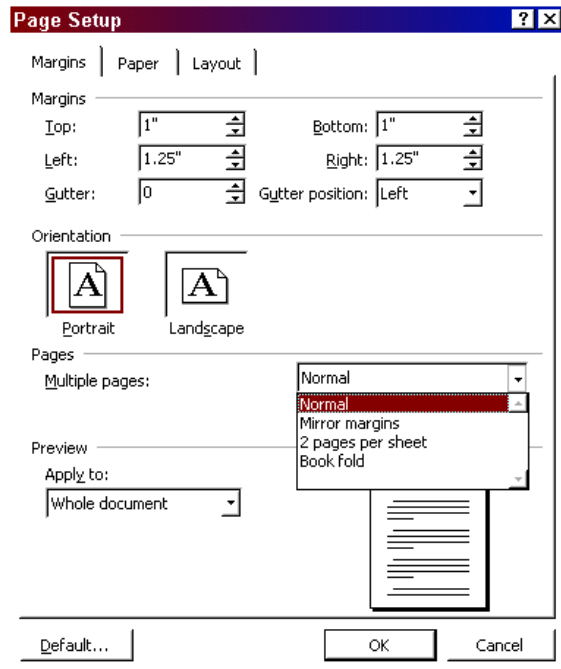 Page Setup
Margins Paper Layout
Margins
Top: 1" Bottom: 1"
Left: 1.25" Right: 1.25"
Gutter: 0 Gutter position: Left
Orientation
A A
Portrait Landscape
Pages
Multiple pages: Normal
Normal
Mirror margins
2 pages per sheet
Book fold
Preview
Apply to:
Whole document
Default... OK Cancel